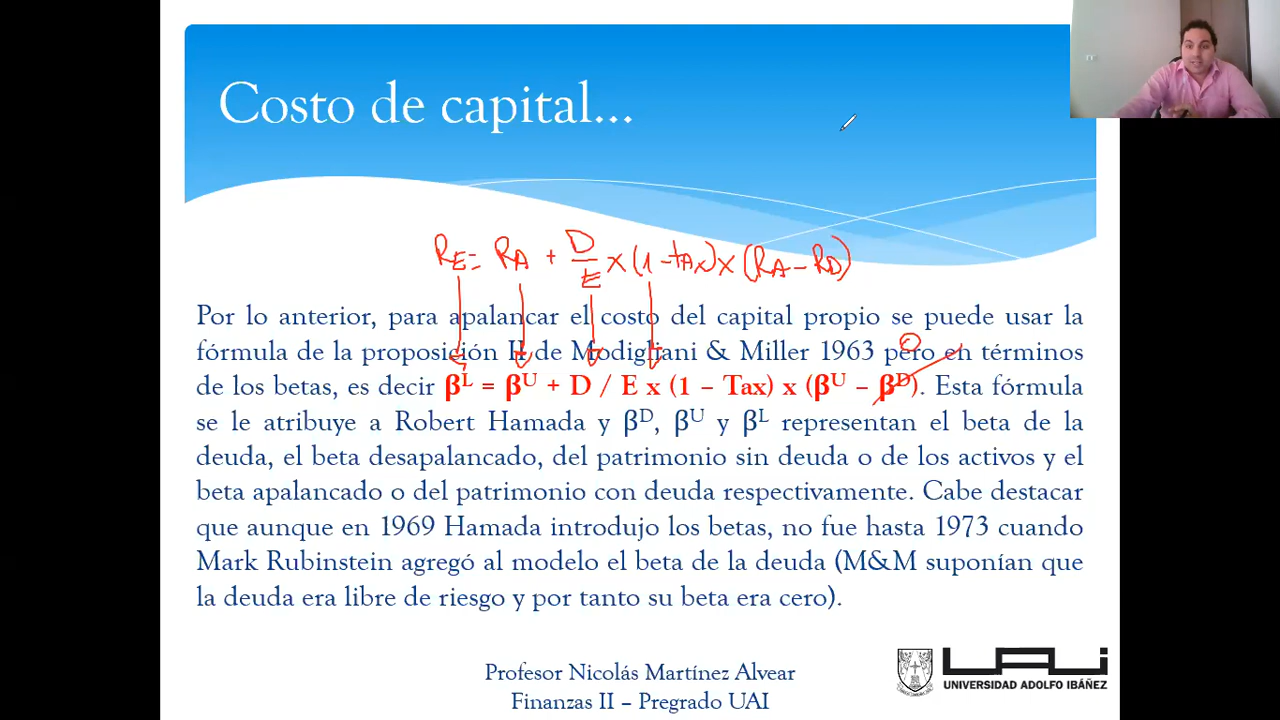 Costo de capital...
RE = RA + D/E x (1 - tAx) x (RA - RD)
Por lo anterior, para apalancar el costo del capital propio se puede usar la
fórmula de la proposición II de Modigliani & Miller 1963 pero en términos
0
de los betas, es decir βᴸ = βᵁ + D / E x (1 – Tax) x (βᵁ – βᴰ). Esta fórmula
se le atribuye a Robert Hamada y βᴰ, βᵁ y βᴸ representan el beta de la
deuda, el beta desapalancado, del patrimonio sin deuda o de los activos y el
beta apalancado o del patrimonio con deuda respectivamente. Cabe destacar
que aunque en 1969 Hamada introdujo los betas, no fue hasta 1973 cuando
Mark Rubinstein agregó al modelo el beta de la deuda (M&M suponían que
la deuda era libre de riesgo y por tanto su beta era cero).
Profesor Nicolás Martínez Alvear
Finanzas II – Pregrado UAI
UAI
UNIVERSIDAD ADOLFO IBÁÑEZ